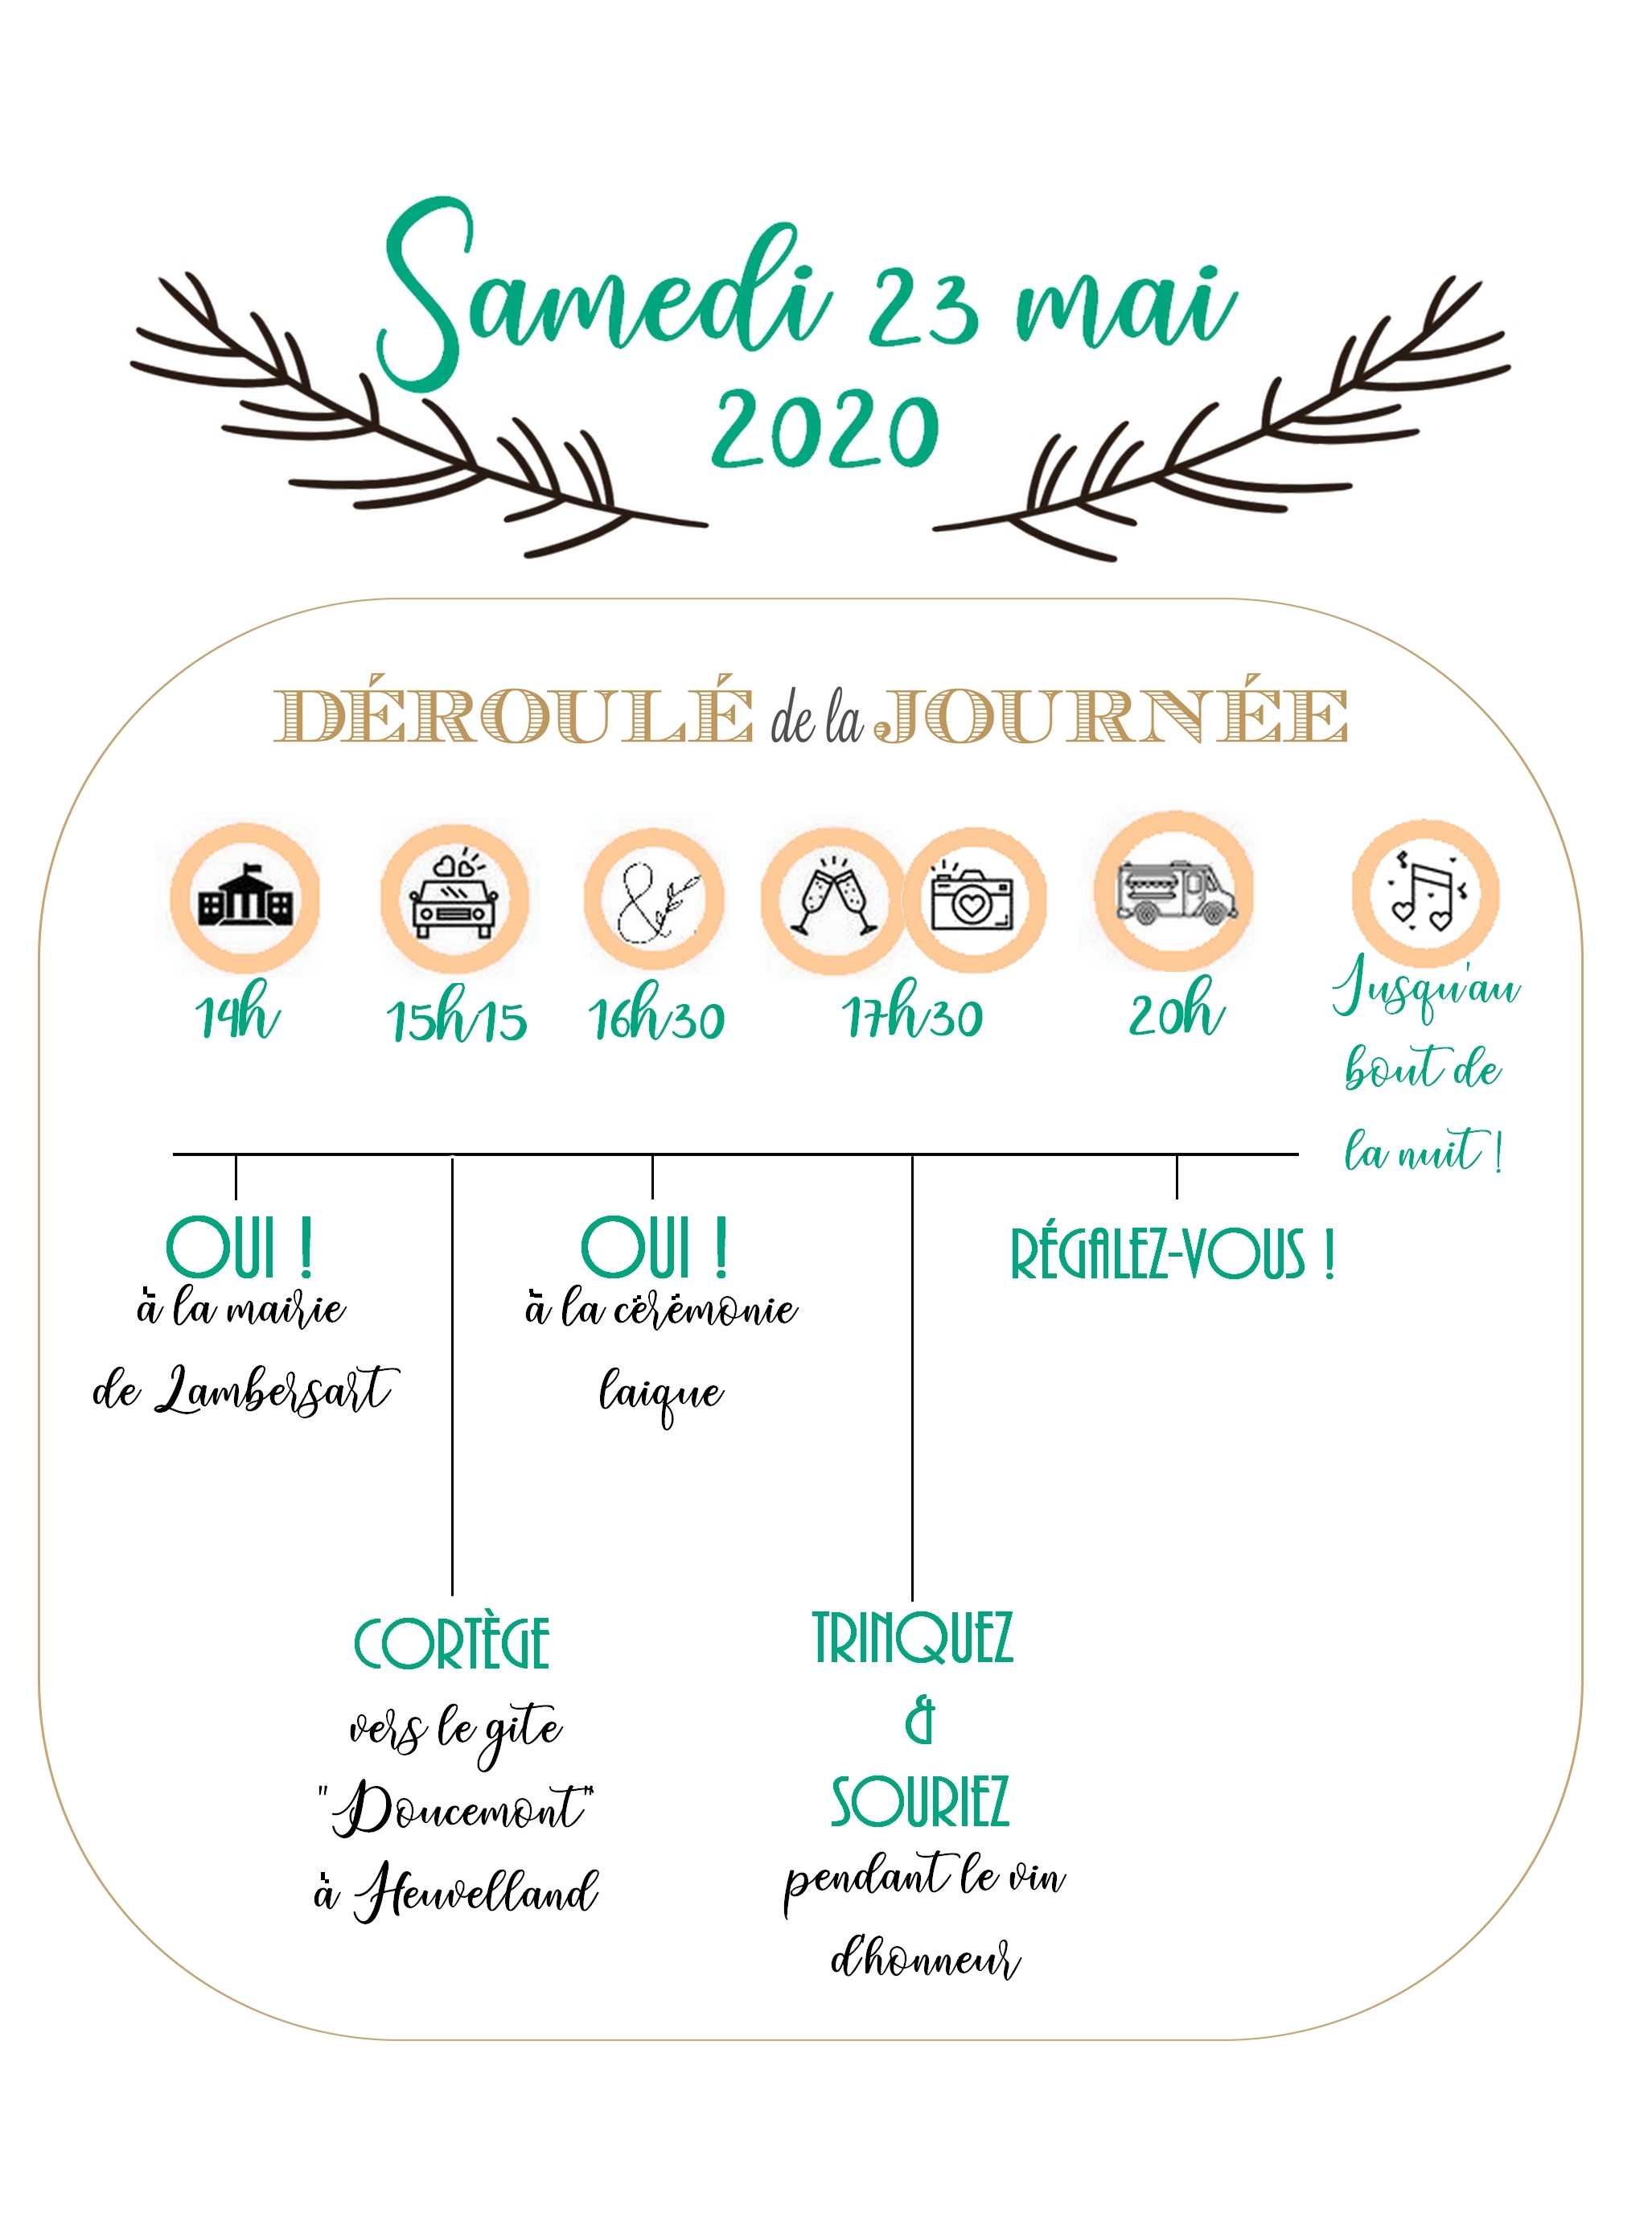 Samedi 23 mai
2020
DÉROULÉ de la JOURNÉE
14h
15h15
16h30
17h30
20h
Jusqu'au
bout de
la nuit !
OUI !
à la mairie
de Lambersart
OUI !
à la cérémonie
laique
RÉGALEZ-VOUS !
CORTÈGE
vers le gite
"Doucemont"
à Heuvelland
TRINQUEZ
&
SOURIEZ
pendant le vin
d'honneur